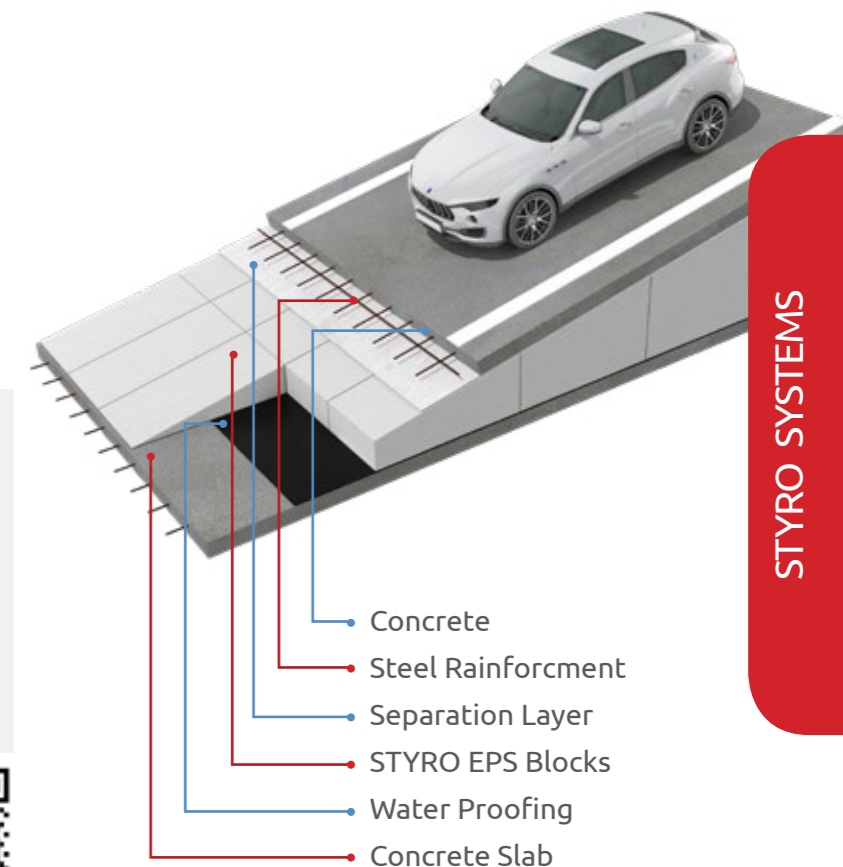 STYRO SYSTEMS
Concrete
Steel Rainforcment
Separation Layer
STYRO EPS Blocks
Water Proofing
Concrete Slab